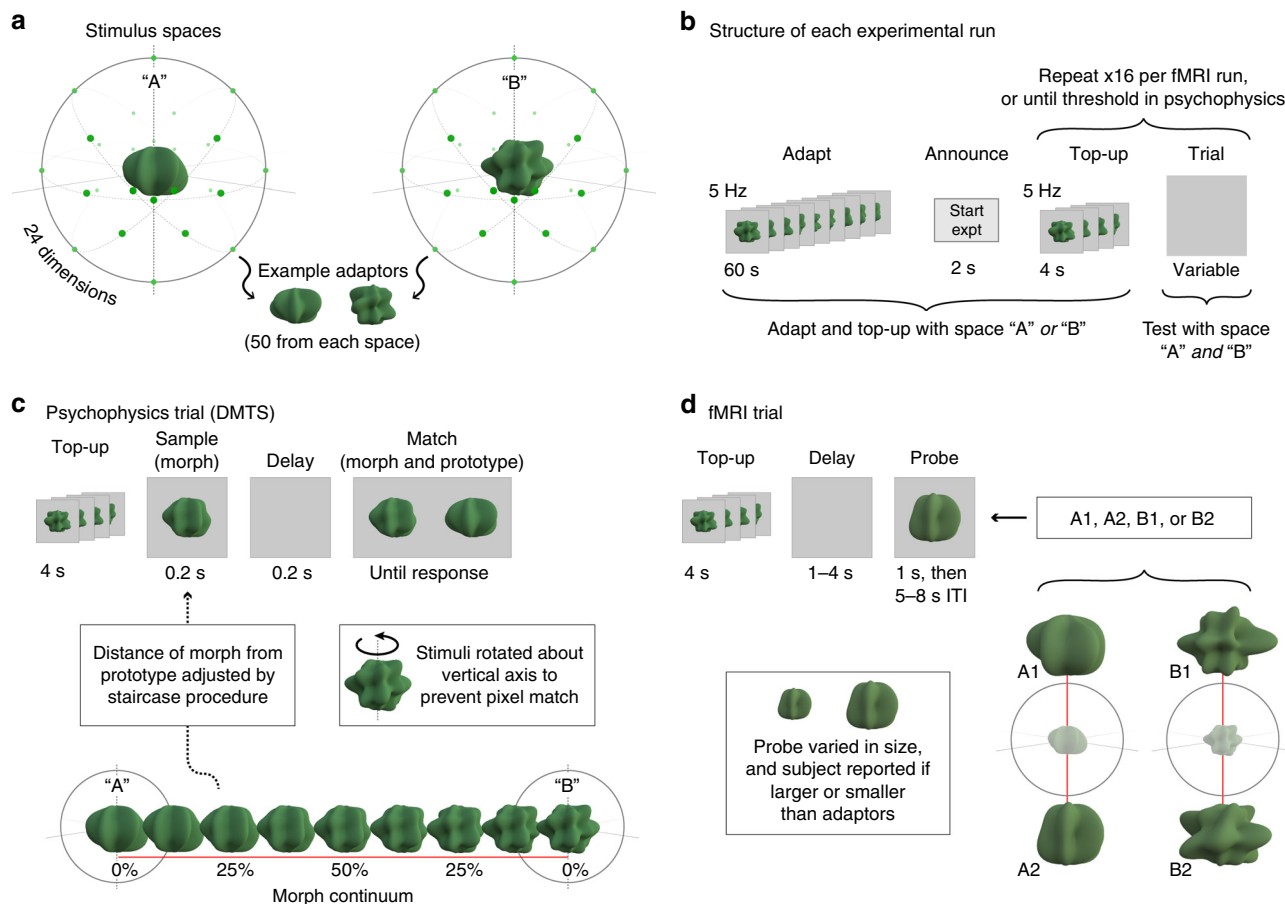 a
Stimulus spaces
“A”
“B”
24 dimensions
Example adaptors
(50 from each space)
b
Structure of each experimental run
Repeat x16 per fMRI run,
or until threshold in psychophysics
Adapt
Announce
Top-up
Trial
5 Hz
Start
expt
5 Hz
60 s
2 s
4 s
Variable
Adapt and top-up with space “A” or “B”
Test with space
“A” and “B”
c
Psychophysics trial (DMTS)
Top-up
Sample
(morph)
Delay
Match
(morph and prototype)
4 s
0.2 s
0.2 s
Until response
Distance of morph from
prototype adjusted by
staircase procedure
Stimuli rotated about
vertical axis to
prevent pixel match
“A”
“B”
0%
25%
50%
25%
0%
Morph continuum
d
fMRI trial
Top-up
Delay
Probe
A1, A2, B1, or B2
4 s
1–4 s
1 s, then
5–8 s ITI
A1
B1
Probe varied in size,
and subject reported if
larger or smaller
than adaptors
A2
B2